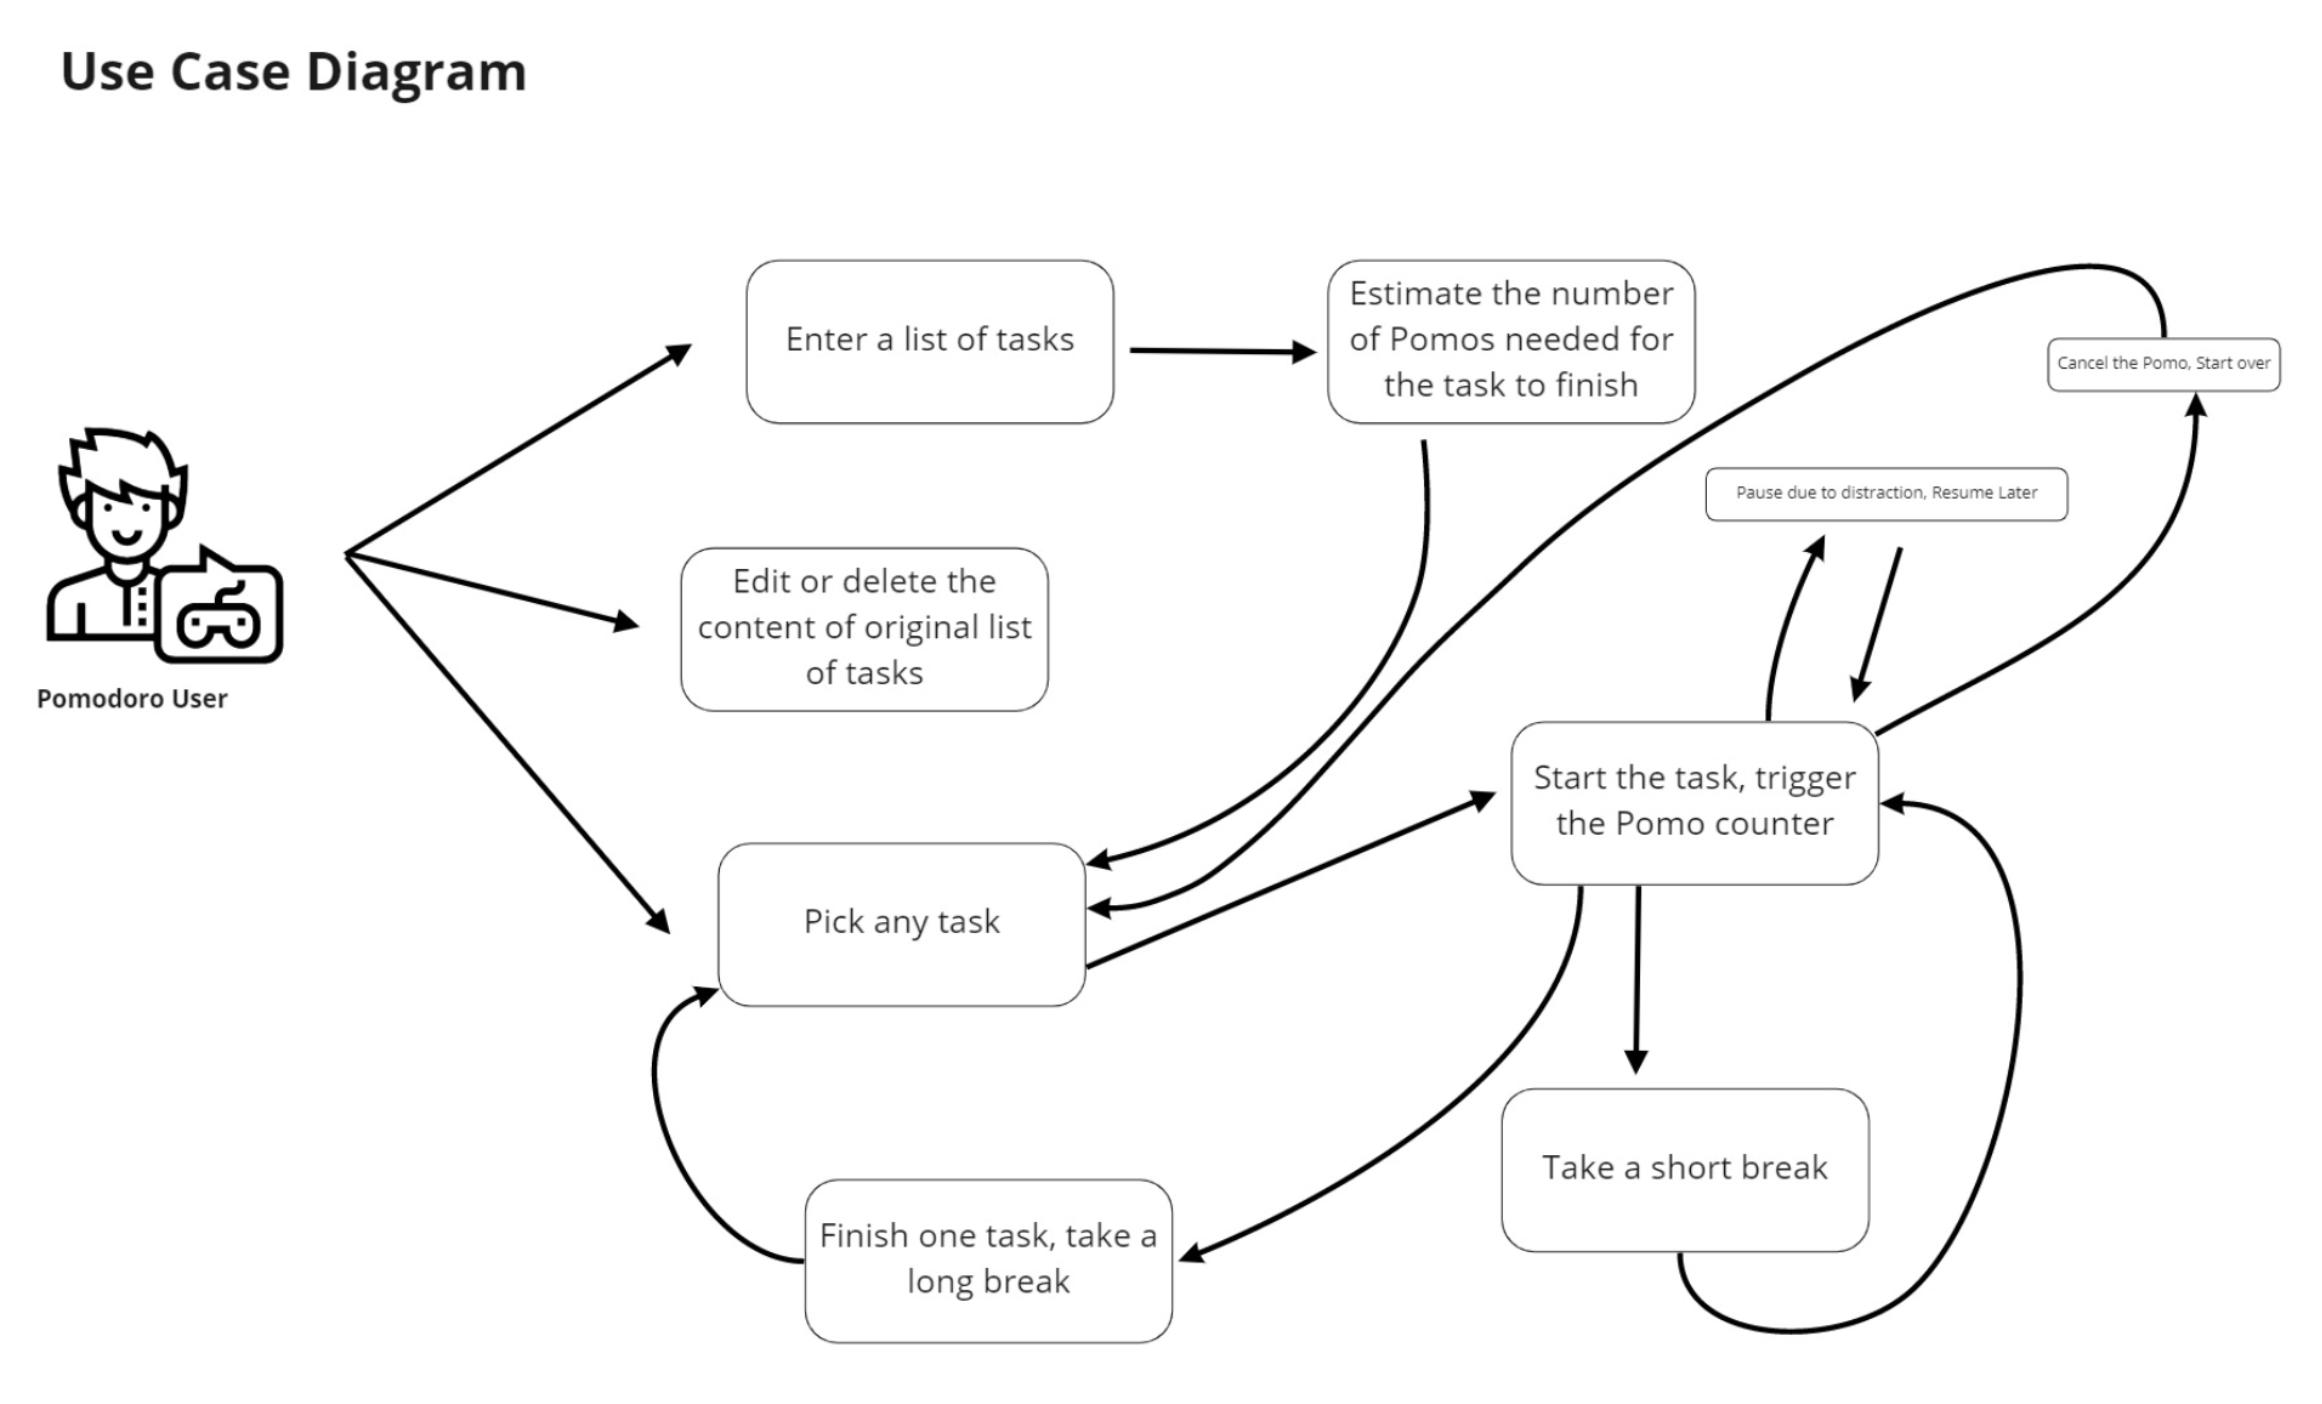 Use Case Diagram
Enter a list of tasks
Estimate the number
of Pomos needed for
the task to finish
Cancel the Pomo, Start over
Pause due to distraction, Resume Later
Edit or delete the
content of original list
of tasks
Pomodoro User
Start the task, trigger
the Pomo counter
Pick any task
Take a short break
Finish one task, take a
long break